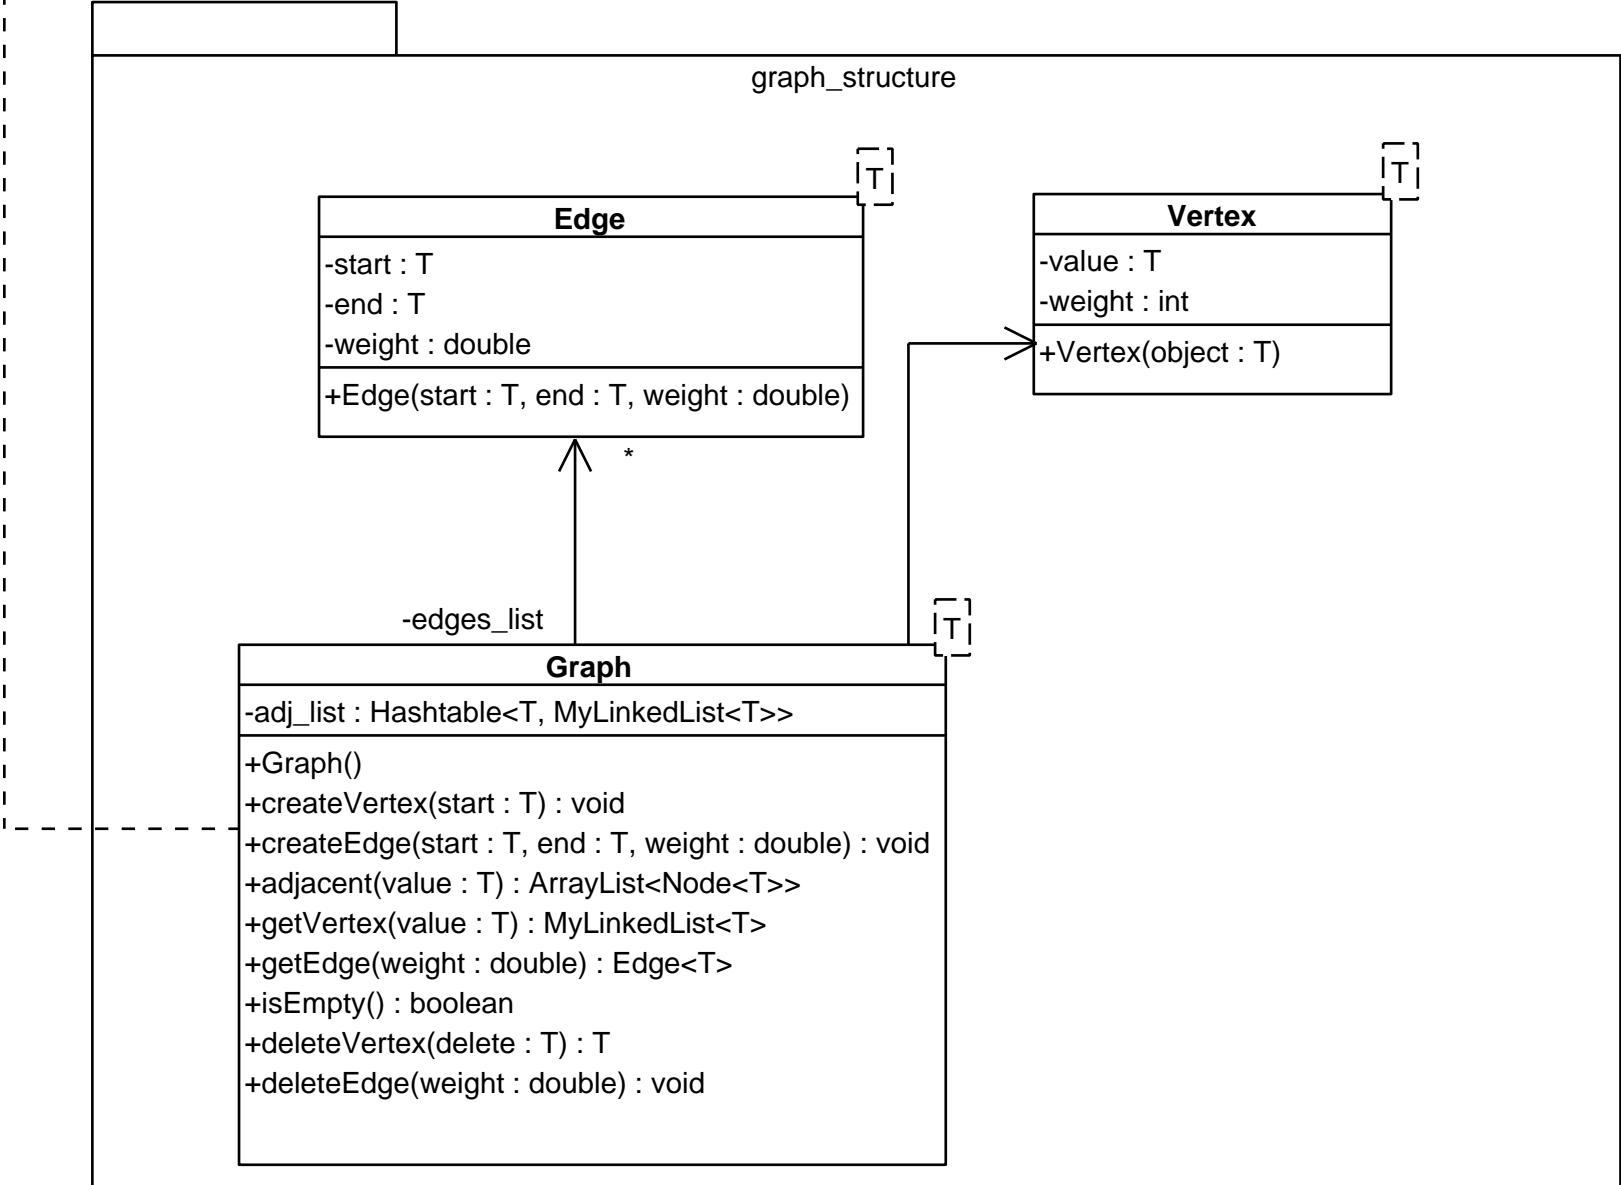 graph_structure
T
Edge
-start : T
-end : T
-weight : double
+Edge(start : T, end : T, weight : double)
T
Vertex
-value : T
-weight : int
+Vertex(object : T)
*
-edges_list
T
Graph
-adj_list : Hashtable<T, MyLinkedList<T>>
+Graph()
+createVertex(start : T) : void
+createEdge(start : T, end : T, weight : double) : void
+adjacent(value : T) : ArrayList<Node<T>>
+getVertex(value : T) : MyLinkedList<T>
+getEdge(weight : double) : Edge<T>
+isEmpty() : boolean
+deleteVertex(delete : T) : T
+deleteEdge(weight : double) : void